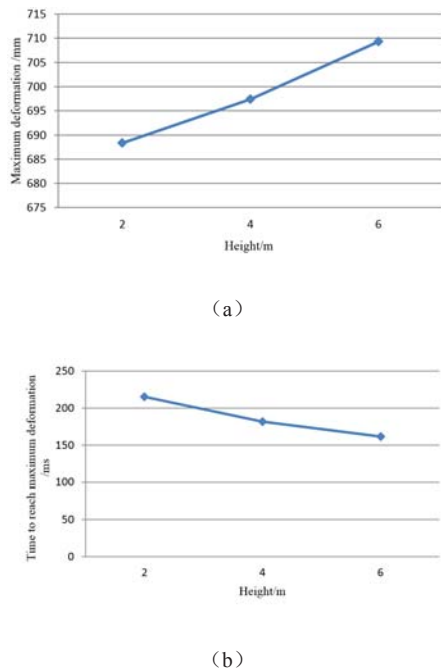 Maximum deformation /mm
715
710
705
700
695
690
685
680
675
2 4 6
Height/m
（a）
Time to reach maximum deformation
/ms
250
200
150
100
50
0
2 4 6
Height/m
（b）